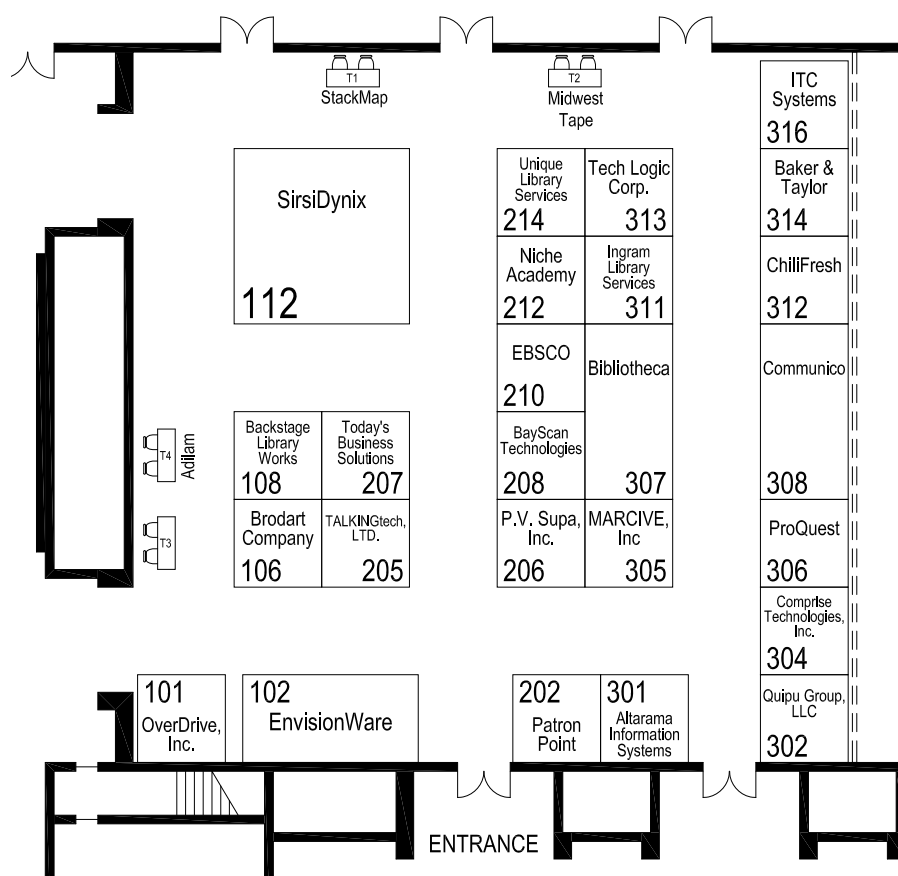 T1
StackMap
T2
Midwest
Tape
ITC
Systems
316
SirsiDynix
112
Unique
Library
Services
214
Tech Logic
Corp.
313
Baker &
Taylor
314
Niche
Academy
212
Ingram
Library
Services
311
ChiliFresh
312
EBSCO
210
Bibliotheca
307
Communico
308
T4
Adilam
Backstage
Library
Works
108
Today's
Business
Solutions
207
BayScan
Technologies
208
T3
Brodart
Company
106
TALKINGtech,
LTD.
205
P.V. Supa,
Inc.
206
MARCIVE,
Inc
305
ProQuest
306
Comprise
Technologies,
Inc.
304
101
OverDrive,
Inc.
102
EnvisionWare
202
Patron
Point
301
Altarama
Information
Systems
Quipu Group,
LLC
302
ENTRANCE